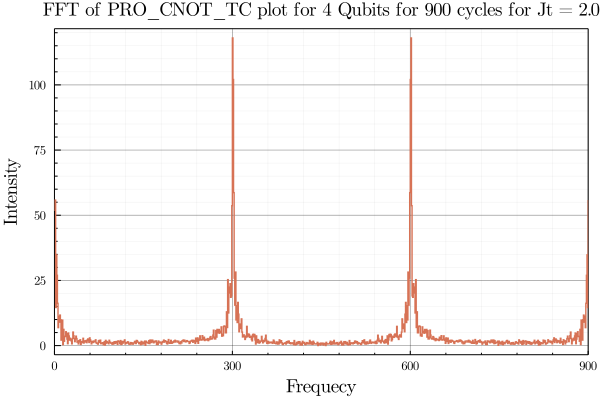 FFT of PRO_CNOT_TC plot for 4 Qubits for 900 cycles for Jt = 2.0
100
75
50
25
0
Intensity
0 300 600 900
Frequecy